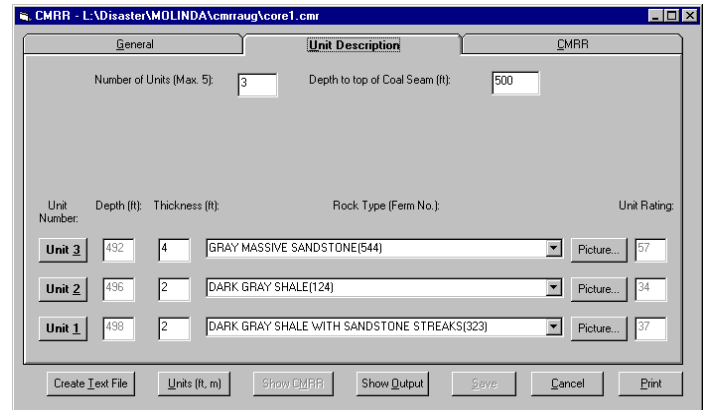 CMRR - L:\Disaster\MOLINDA\cmrraug\core1.cmr
General Unit Description CMRR
Number of Units (Max. 5): 3 Depth to top of Coal Seam (ft): 500
Unit Number: Depth (ft): Thickness (ft): Rock Type (Ferm No.): Unit Rating:
Unit 3 492 4 GRAY MASSIVE SANDSTONE(544) Picture... 57
Unit 2 496 2 DARK GRAY SHALE(124) Picture... 34
Unit 1 498 2 DARK GRAY SHALE WITH SANDSTONE STREAKS(323) Picture... 37
Create Text File Units (ft, m) Show CMRR Show Output Save Cancel Print